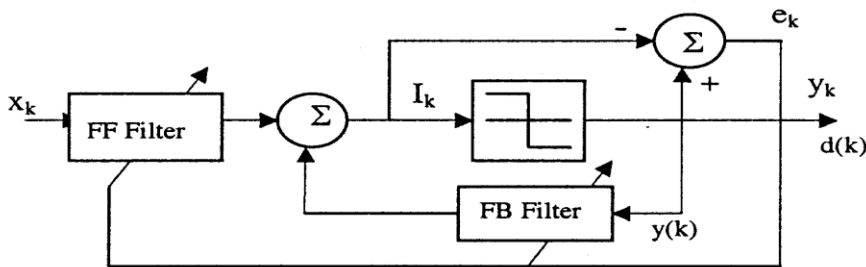 e_k
-
Σ
+
x_k
FF Filter
Σ
I_k
y_k
d(k)
FB Filter
y(k)